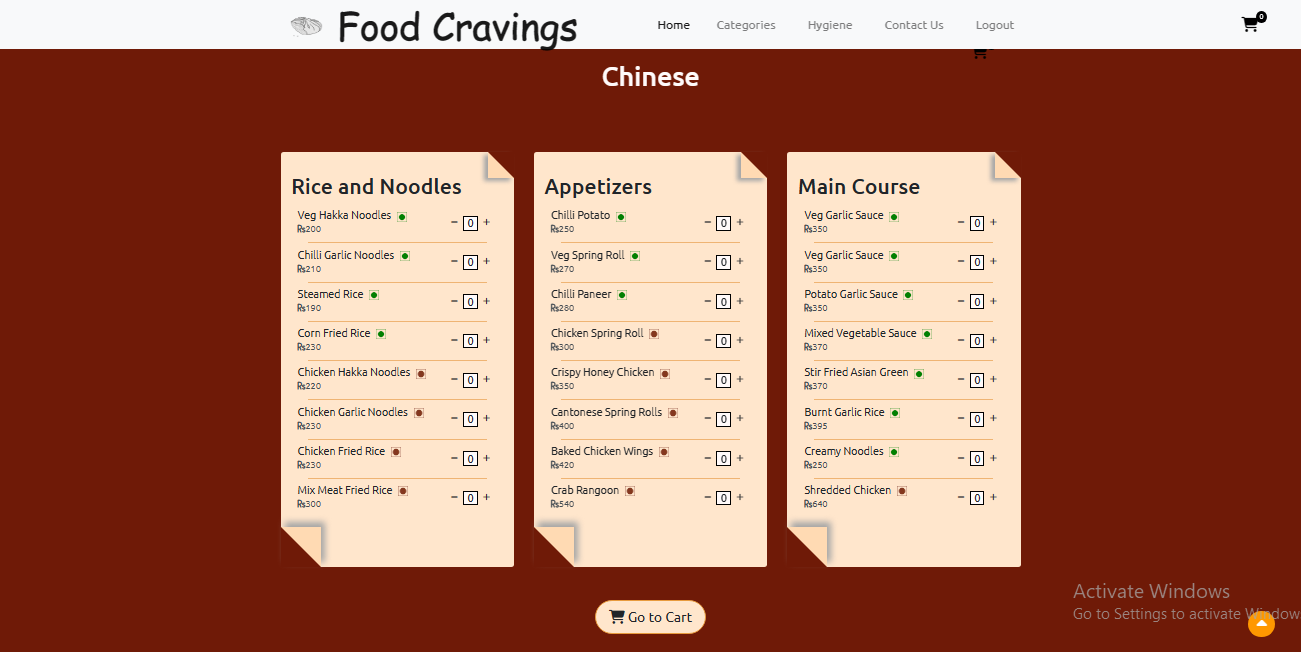 Food Cravings
Home Categories Hygiene Contact Us Logout
0
Chinese
Rice and Noodles
Veg Hakka Noodles
₨200
- 0 +
Chilli Garlic Noodles
₨210
- 0 +
Steamed Rice
₨190
- 0 +
Corn Fried Rice
₨230
- 0 +
Chicken Hakka Noodles
₨220
- 0 +
Chicken Garlic Noodles
₨230
- 0 +
Chicken Fried Rice
₨230
- 0 +
Mix Meat Fried Rice
₨300
- 0 +
Appetizers
Chilli Potato
₨250
- 0 +
Veg Spring Roll
₨270
- 0 +
Chilli Paneer
₨280
- 0 +
Chicken Spring Roll
₨300
- 0 +
Crispy Honey Chicken
₨350
- 0 +
Cantonese Spring Rolls
₨400
- 0 +
Baked Chicken Wings
₨420
- 0 +
Crab Rangoon
₨540
- 0 +
Main Course
Veg Garlic Sauce
₨350
- 0 +
Veg Garlic Sauce
₨350
- 0 +
Potato Garlic Sauce
₨350
- 0 +
Mixed Vegetable Sauce
₨370
- 0 +
Stir Fried Asian Green
₨370
- 0 +
Burnt Garlic Rice
₨395
- 0 +
Creamy Noodles
₨250
- 0 +
Shredded Chicken
₨640
- 0 +
Go to Cart
Activate Windows
Go to Settings to activate Window